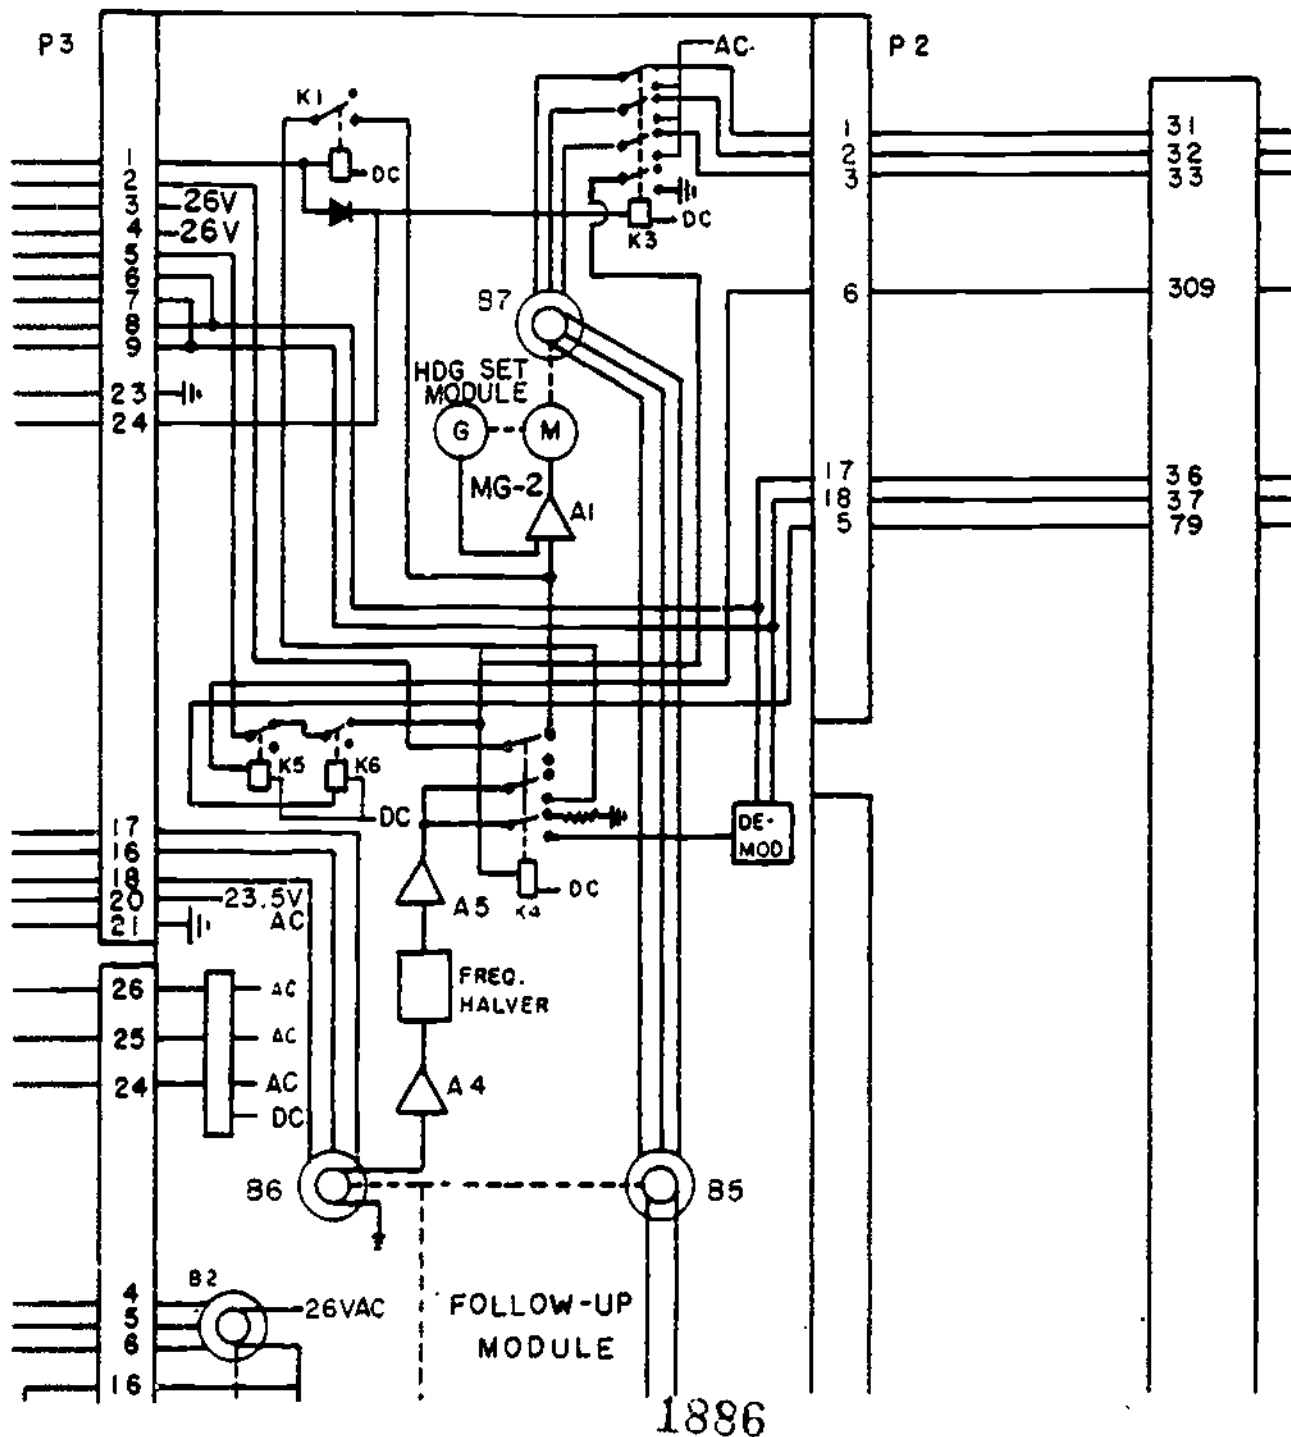 P3
AC
P2
K1
1
31
1
2
32
DC
3
33
2
3
26V
DC
4
26V
K3
5
6
7
B7
6
309
8
9
HDG SET
MODULE
23
24
G
M
17
36
MG-2
18
37
A1
5
79
K5
K6
DC
17
DE-
MOD
16
18
DC
20
23.5V
AC
A5
K4
21
FREQ.
HALVER
26
AC
25
AC
24
AC
A4
DC
B6
B5
B2
4
26VAC
5
6
FOLLOW-UP
MODULE
16
1886